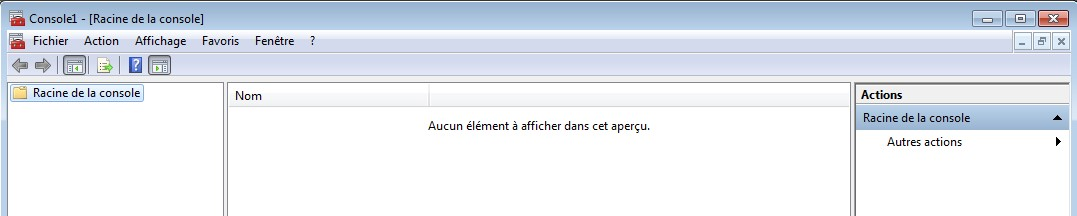 Console1 - [Racine de la console]
Fichier Action Affichage Favoris Fenêtre ?
Racine de la console
Nom
Aucun élément à afficher dans cet aperçu.
Actions
Racine de la console
Autres actions